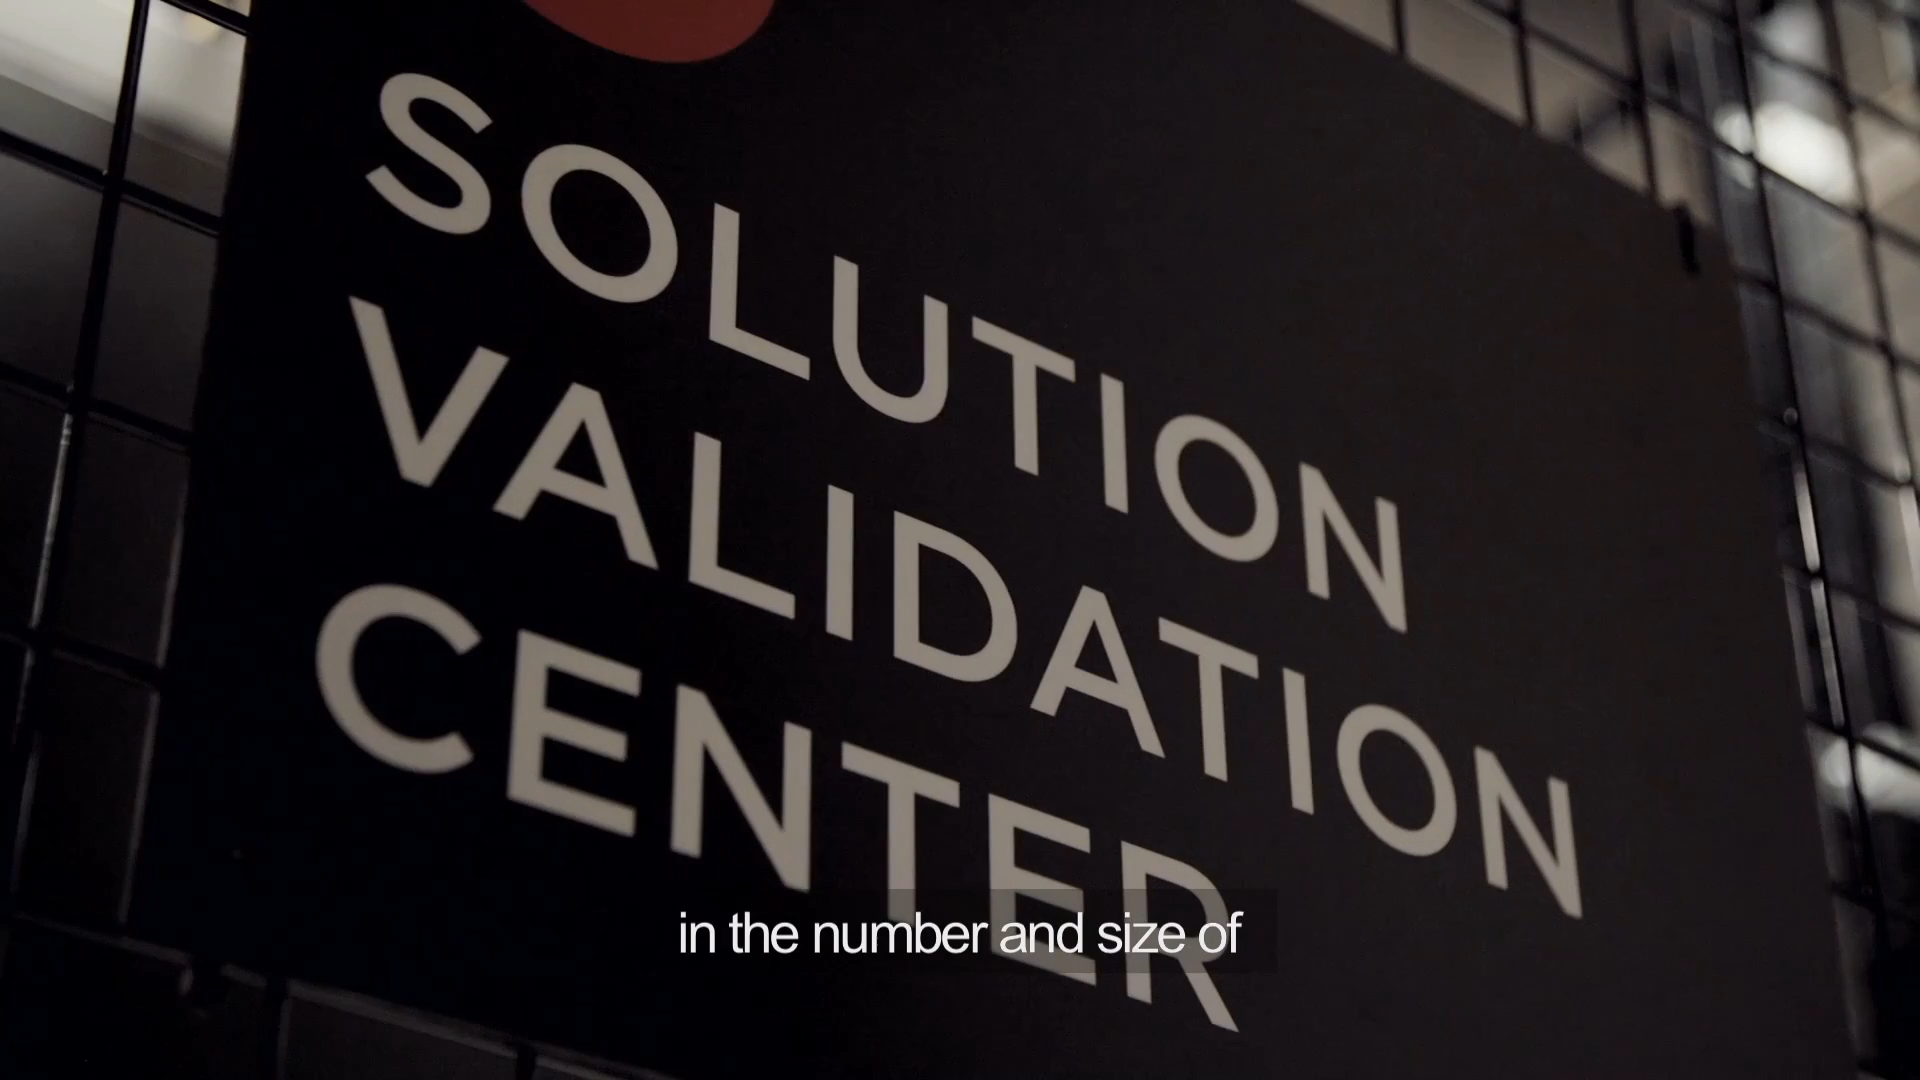 SOLUTION
VALIDATION
CENTER
in the number and size of